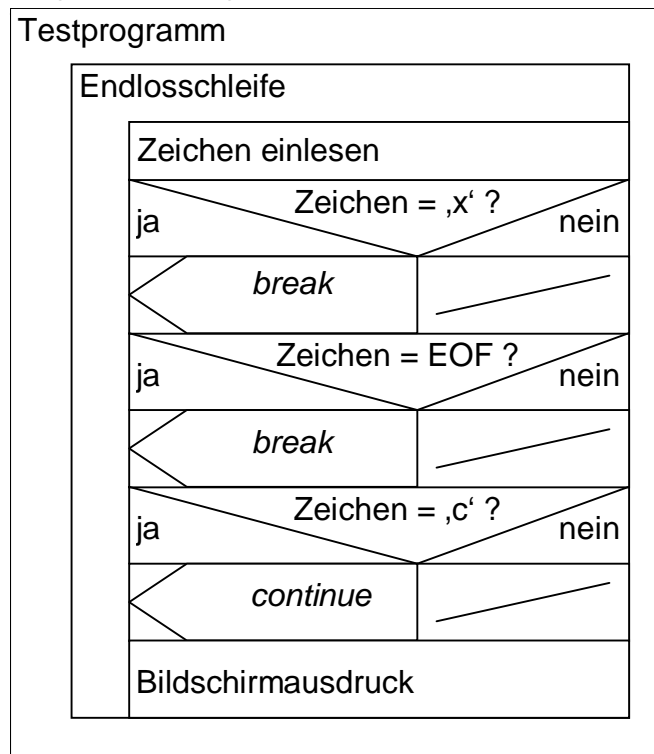 Testprogramm
Endlosschleife
Zeichen einlesen
Zeichen = ‚x‘ ?
ja
nein
break
Zeichen = EOF ?
ja
nein
break
Zeichen = ‚c‘ ?
ja
nein
continue
Bildschirmausdruck